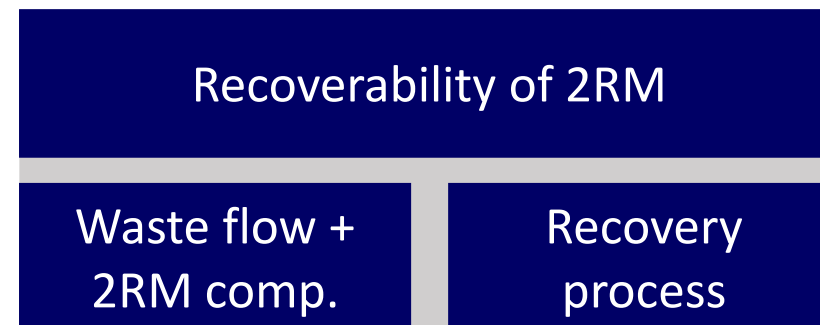 Recoverability of 2RM
Waste flow +
2RM comp.
Recovery
process